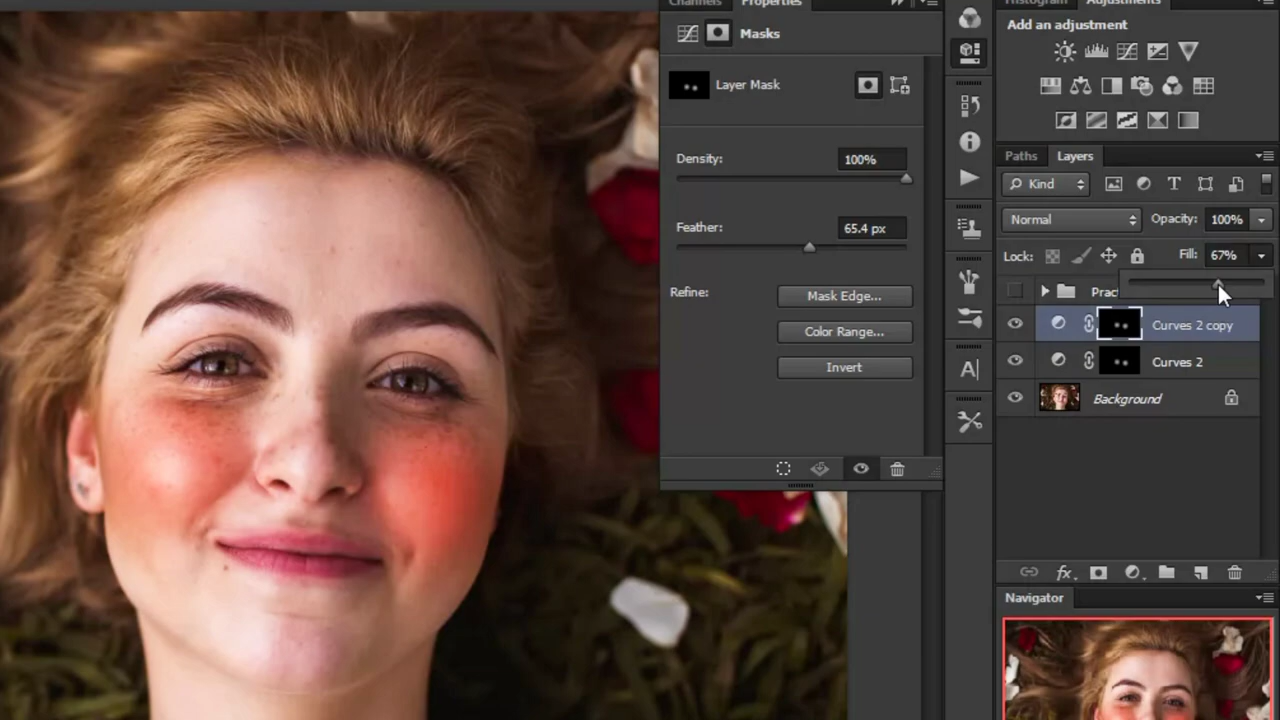 Channels
Properties
Masks
Layer Mask
Density:
100%
Feather:
65.4 px
Refine:
Mask Edge...
Color Range...
Invert
Histogram
Adjustments
Add an adjustment
Paths
Layers
Kind
Normal
Opacity:
100%
Lock:
Fill:
67%
Pract
Curves 2 copy
Curves 2
Background
fx
Navigator